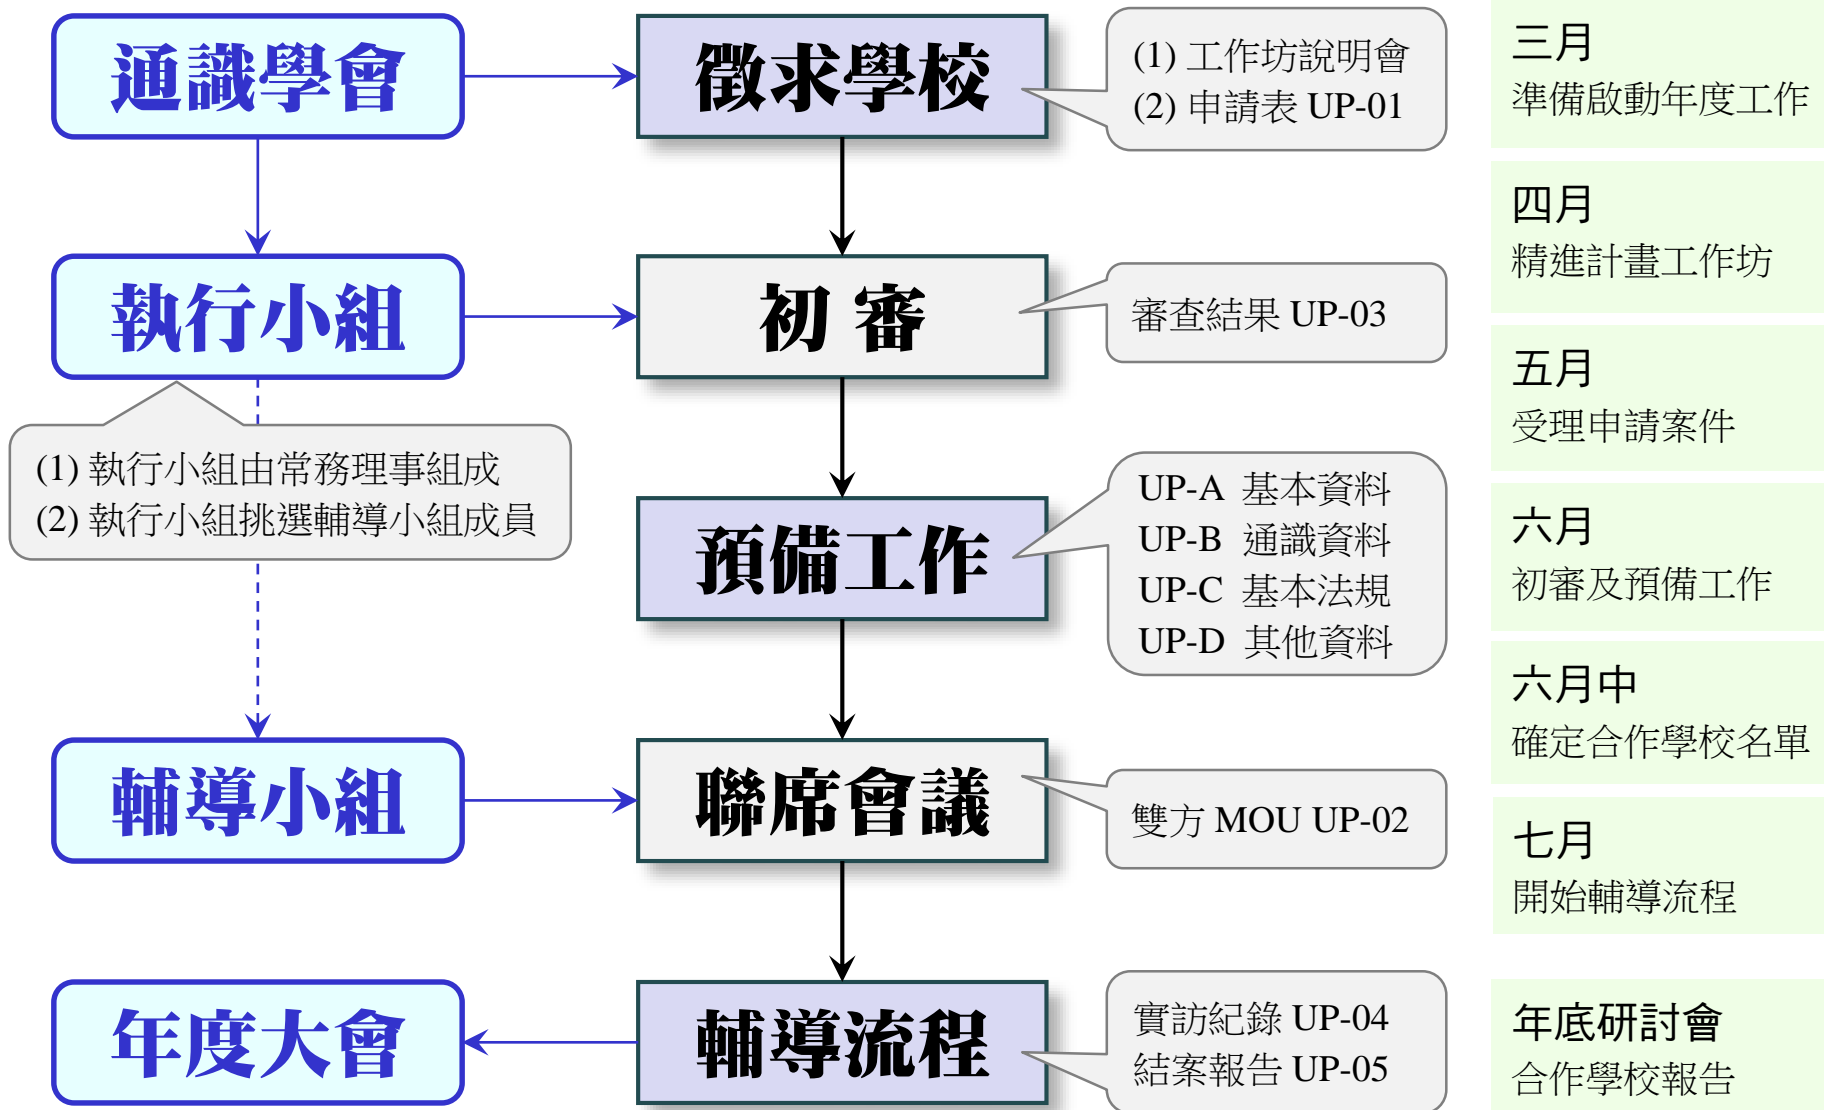 通識學會
徵求學校
(1) 工作坊說明會
(2) 申請表 UP-01
三月
準備啟動年度工作
四月
精進計畫工作坊
執行小組
初 審
審查結果 UP-03
五月
受理申請案件
(1) 執行小組由常務理事組成
(2) 執行小組挑選輔導小組成員
預備工作
UP-A 基本資料
UP-B 通識資料
UP-C 基本法規
UP-D 其他資料
六月
初審及預備工作
六月中
確定合作學校名單
輔導小組
聯席會議
雙方 MOU UP-02
七月
開始輔導流程
年度大會
輔導流程
實訪紀錄 UP-04
結案報告 UP-05
年底研討會
合作學校報告